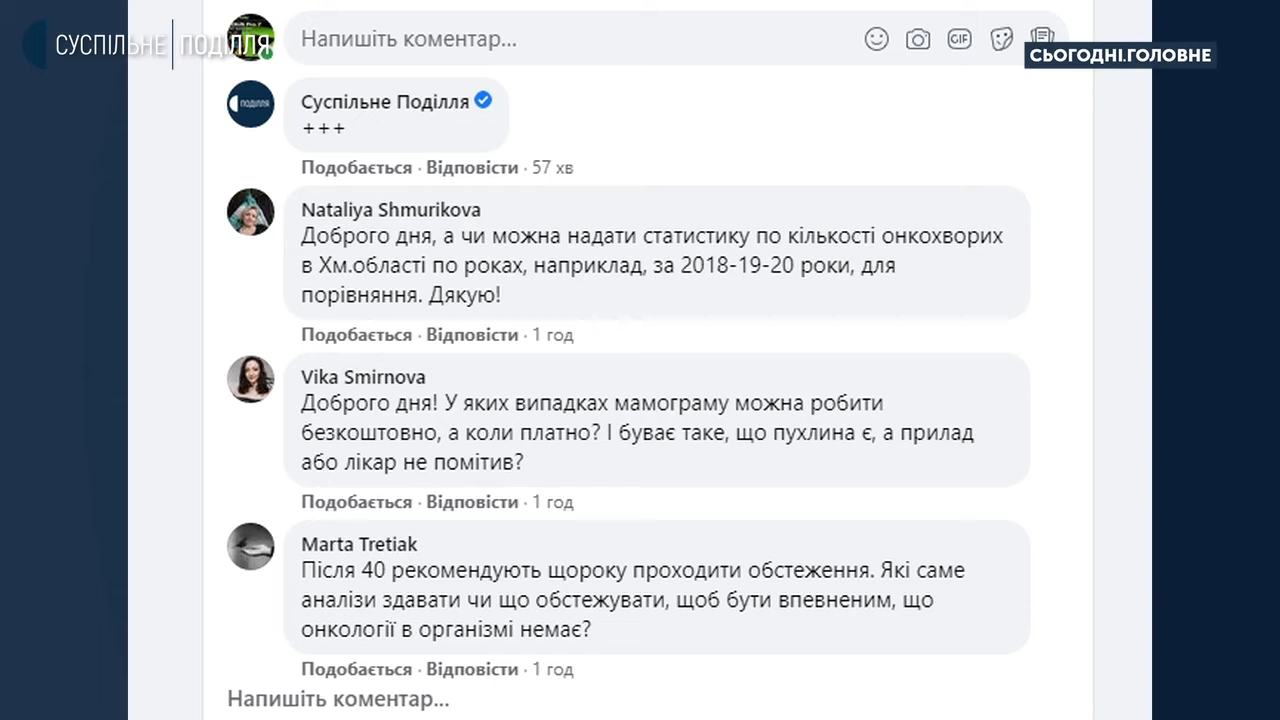 СУСПІЛЬНЕ ПОДІЛЛЯ
СЬОГОДНІ.ГОЛОВНЕ
Напишіть коментар...
GIF
ПОДІЛЛЯ
Суспільне Поділля
+++
Подобається · Відповісти · 57 хв
Nataliya Shmurikova
Доброго дня, а чи можна надати статистику по кількості онкохворих
в Хм.області по роках, наприклад, за 2018-19-20 роки, для
порівняння. Дякую!
Подобається · Відповісти · 1 год
Vika Smirnova
Доброго дня! У яких випадках мамограму можна робити
безкоштовно, а коли платно? І буває таке, що пухлина є, а прилад
або лікар не помітив?
Подобається · Відповісти · 1 год
Marta Tretiak
Після 40 рекомендують щороку проходити обстеження. Які саме
аналізи здавати чи що обстежувати, щоб бути впевненим, що
онкології в організмі немає?
Подобається · Відповісти · 1 год
Напишіть коментар...